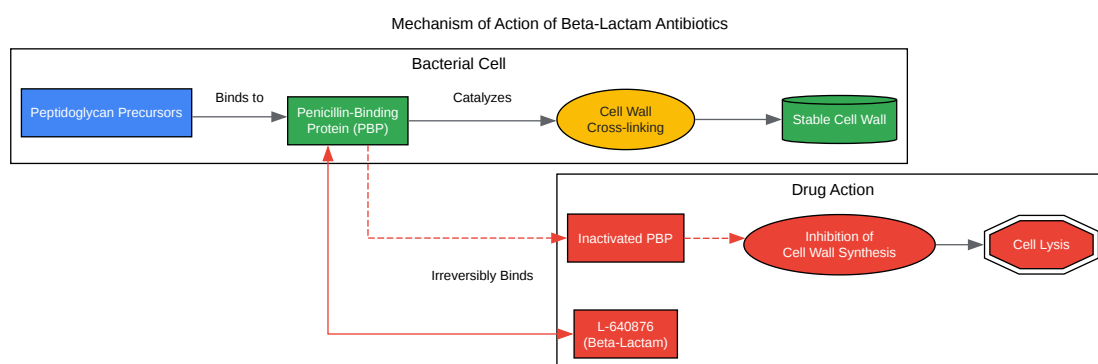 Mechanism of Action of Beta-Lactam Antibiotics
Bacterial Cell
Peptidoglycan Precursors
Binds to
Penicillin-Binding
Protein (PBP)
Catalyzes
Cell Wall
Cross-linking
Stable Cell Wall
Drug Action
Inactivated PBP
Inhibition of
Cell Wall Synthesis
Cell Lysis
Irreversibly Binds
L-640876
(Beta-Lactam)